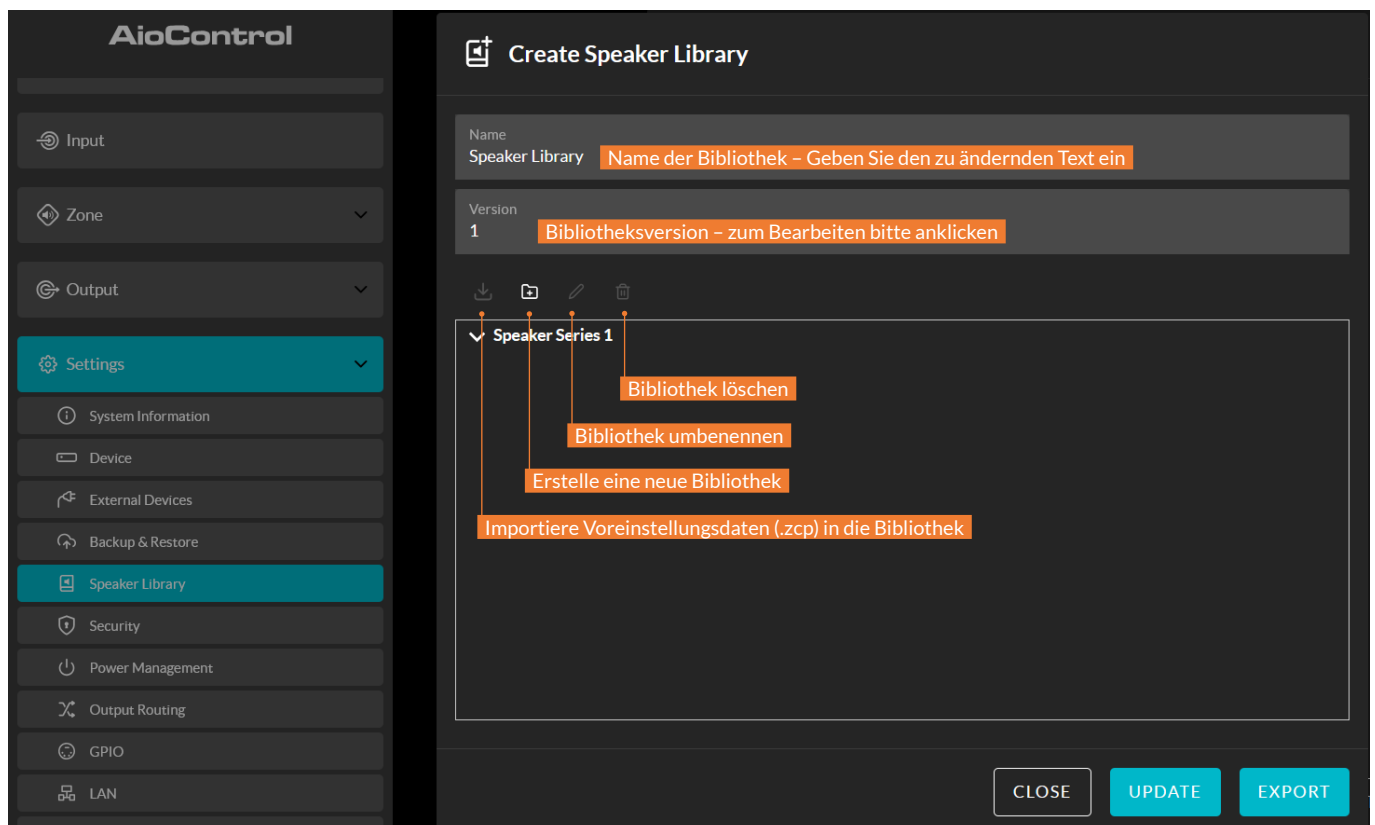 AioControl
Input
Zone
Output
Settings
System Information
Device
External Devices
Backup & Restore
Speaker Library
Security
Power Management
Output Routing
GPIO
LAN
Create Speaker Library
Name
Speaker Library Name der Bibliothek – Geben Sie den zu ändernden Text ein
Version
1 Bibliotheksversion – zum Bearbeiten bitte anklicken
Speaker Series 1
Bibliothek löschen
Bibliothek umbenennen
Erstelle eine neue Bibliothek
Importiere Voreinstellungsdaten (.zcp) in die Bibliothek
CLOSE UPDATE EXPORT